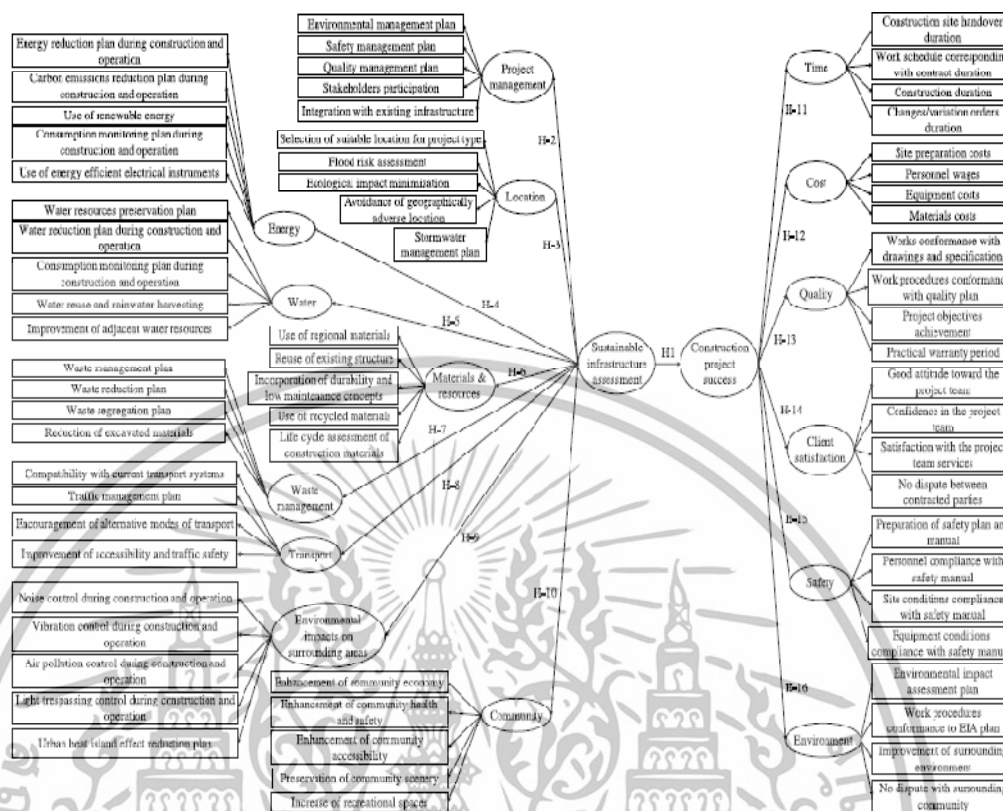 Energy reduction plan during construction and
operation
Carbon emissions reduction plan during
construction and operation
Use of renewable energy
Consumption monitoring plan during
construction and operation
Use of energy efficient electrical instruments
Energy
Water resources preservation plan
Water reduction plan during construction and
operation
Consumption monitoring plan during
construction and operation
Water reuse and rainwater harvesting
Improvement of adjacent water resources
Water
Waste management plan
Waste reduction plan
Waste segregation plan
Reduction of excavated materials
Waste
management
Compatibility with current transport systems
Traffic management plan
Encouragement of alternative modes of transport
Improvement of accessibility and traffic safety
Transport
Noise control during construction and operation
Vibration control during construction and
operation
Air pollution control during construction and
operation
Light trespassing control during construction and
operation
Urban heat island effect reduction plan
Environmental
impacts on
surrounding areas
Environmental management plan
Safety management plan
Quality management plan
Stakeholders participation
Integration with existing infrastructure
Project
management
Selection of suitable location for project type
Flood risk assessment
Ecological impact minimization
Avoidance of geographically
adverse location
Stormwater
management plan
Location
Use of regional materials
Reuse of existing structure
Incorporation of durability and
low maintenance concepts
Use of recycled materials
Life cycle assessment of
construction materials
Materials &
resources
Enhancement of community economy
Enhancement of community health
and safety
Enhancement of community
accessibility
Preservation of community scenery
Increase of recreational spaces
Community
H-2
H-3
H-4
H-5
H-6
H-7
H-8
H-9
H-10
Sustainable
infrastructure
assessment
H1
Construction
project
success
H-11
H-12
H-13
H-14
H-15
H-16
Time
Construction site handover
duration
Work schedule corresponding
with contract duration
Construction duration
Changes/variation orders
duration
Cost
Site preparation costs
Personnel wages
Equipment costs
Materials costs
Quality
Works conformance with
drawings and specification
Work procedures conformance
with quality plan
Project objectives
achievement
Practical warranty period
Client
satisfaction
Good attitude toward the
project team
Confidence in the project
team
Satisfaction with the project
team services
No dispute between
contracted parties
Safety
Preparation of safety plan and
manual
Personnel compliance with
safety manual
Site conditions compliance
with safety manual
Equipment conditions
compliance with safety manual
Environment
Environmental impact
assessment plan
Work procedures
conformance to EIA plan
Improvement of surrounding
environment
No dispute with surrounding
community